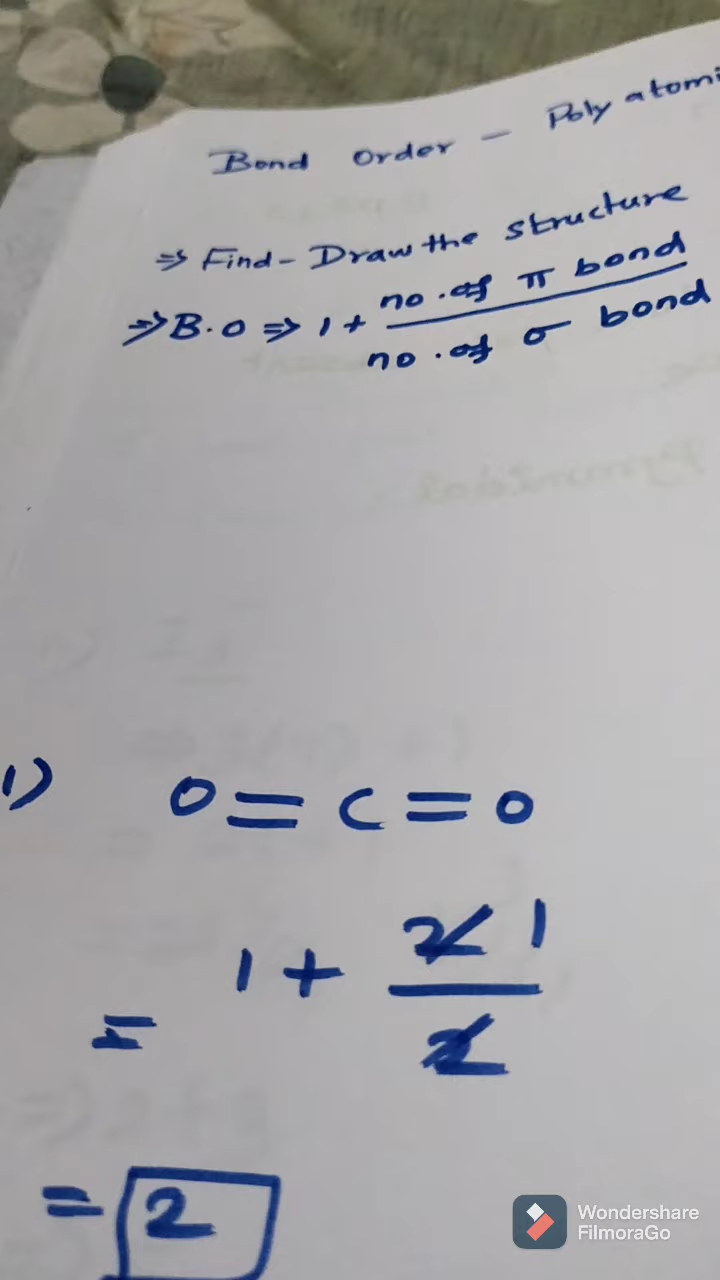 Bond Order - Poly atomi
⇒ Find - Draw the structure
⇒ B.O ⇒ 1 + no. of π bond
no. of σ bond
1) O = C = O
= 1 + 2 1
2
= 2
Wondershare
FilmoraGo